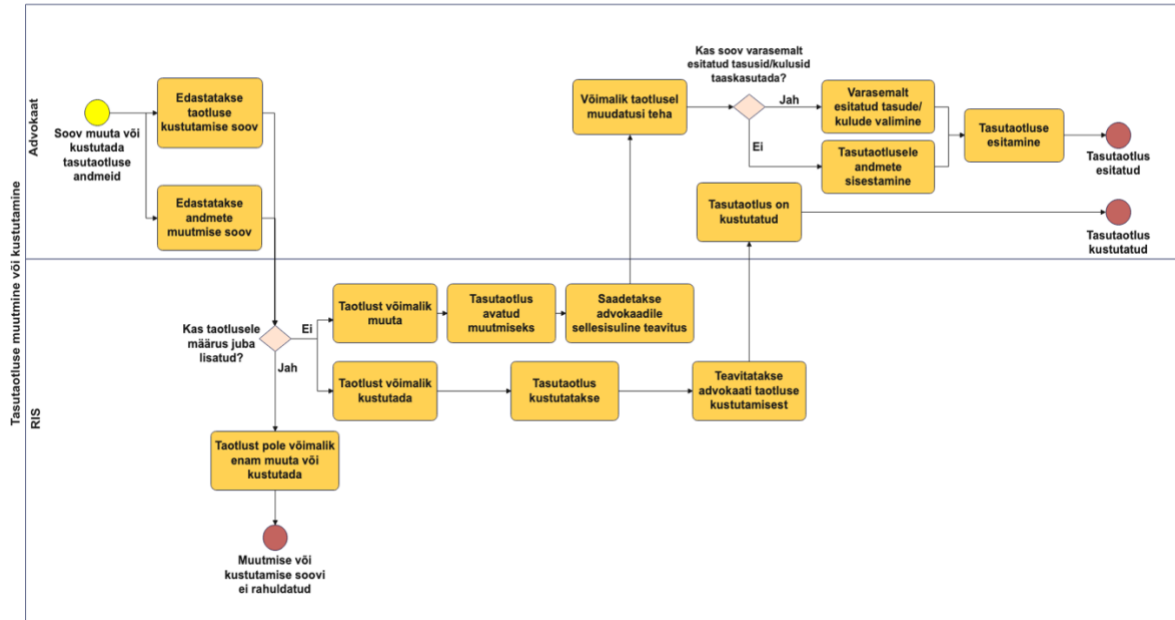 Tasutaotluse muutmine või kustutamine
Advokaat
Soov muuta või
kustutada
tasutaotluse
andmeid
Edastatakse
taotluse
kustutamise soov
Edastatakse
andmete
muutmise soov
Võimalik taotlusel
muudatusi teha
Kas soov varasemalt
esitatud tasusid/kulusid
taaskasutada?
Jah
Ei
Varasemalt
esitatud tasude/
kulude valimine
Tasutaotlusele
andmete
sisestamine
Tasutaotluse
esitamine
Tasutaotlus
esitatud
Tasutaotlus on
kustutatud
Tasutaotlus
kustutatud
RIS
Kas taotlusele
määrus juba
lisatud?
Ei
Jah
Taotlust võimalik
muuta
Tasutaotlus
avatud
muutmiseks
Saadetakse
advokaadile
sellesisuline teavitus
Taotlust võimalik
kustutada
Tasutaotlus
kustutatakse
Teavitatakse
advokaati taotluse
kustutamisest
Taotlust pole võimalik
enam muuta või
kustutada
Muutmise või
kustutamise soovi
ei rahuldatud